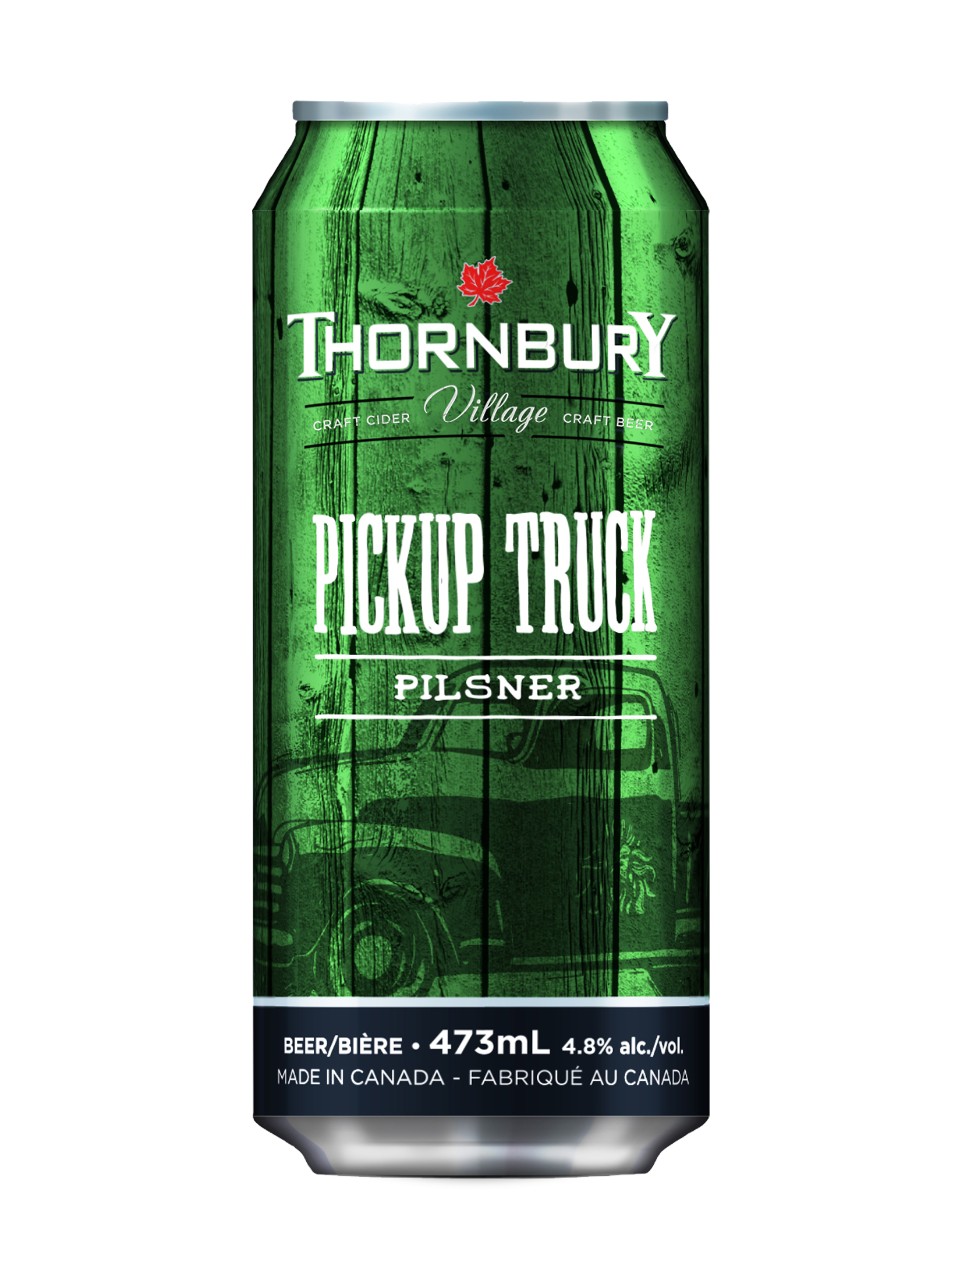 THORNBURY
CRAFT CIDER Village CRAFT BEER
PICKUP TRUCK
PILSNER
BEER/BIÈRE • 473mL 4.8% alc./vol.
MADE IN CANADA - FABRIQUÉ AU CANADA